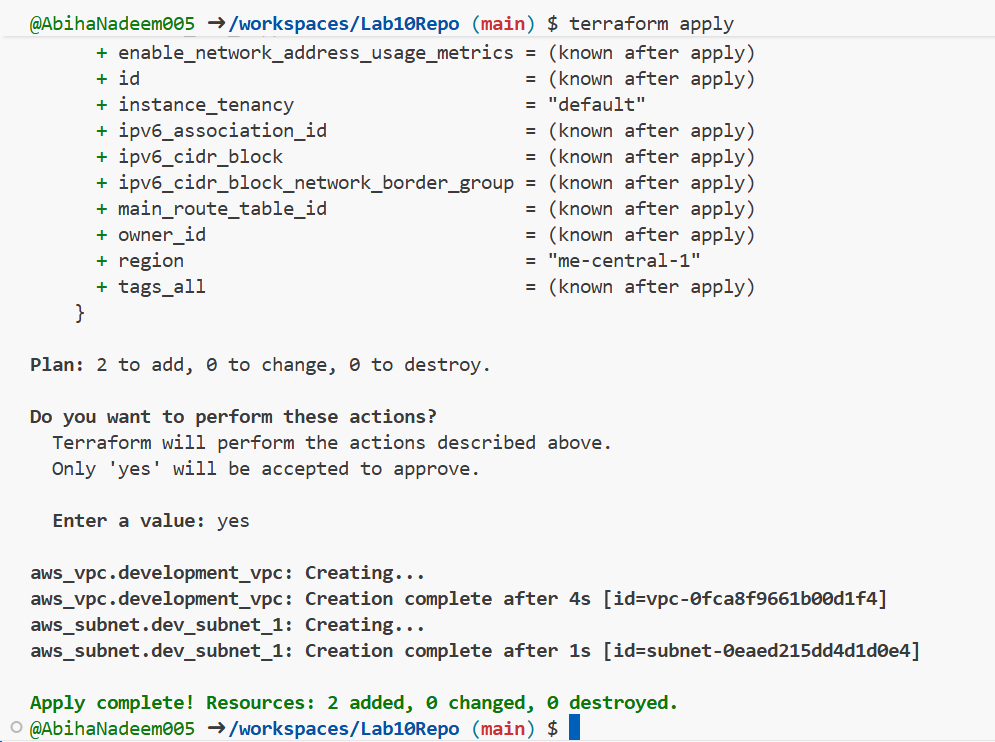 @AbihaNadeem005 →/workspaces/Lab10Repo (main) $ terraform apply
+ enable_network_address_usage_metrics = (known after apply)
+ id = (known after apply)
+ instance_tenancy = "default"
+ ipv6_association_id = (known after apply)
+ ipv6_cidr_block = (known after apply)
+ ipv6_cidr_block_network_border_group = (known after apply)
+ main_route_table_id = (known after apply)
+ owner_id = (known after apply)
+ region = "me-central-1"
+ tags_all = (known after apply)
}
Plan: 2 to add, 0 to change, 0 to destroy.
Do you want to perform these actions?
Terraform will perform the actions described above.
Only 'yes' will be accepted to approve.
Enter a value: yes
aws_vpc.development_vpc: Creating...
aws_vpc.development_vpc: Creation complete after 4s [id=vpc-0fca8f9661b00d1f4]
aws_subnet.dev_subnet_1: Creating...
aws_subnet.dev_subnet_1: Creation complete after 1s [id=subnet-0eaed215dd4d1d0e4]
Apply complete! Resources: 2 added, 0 changed, 0 destroyed.
@AbihaNadeem005 →/workspaces/Lab10Repo (main) $